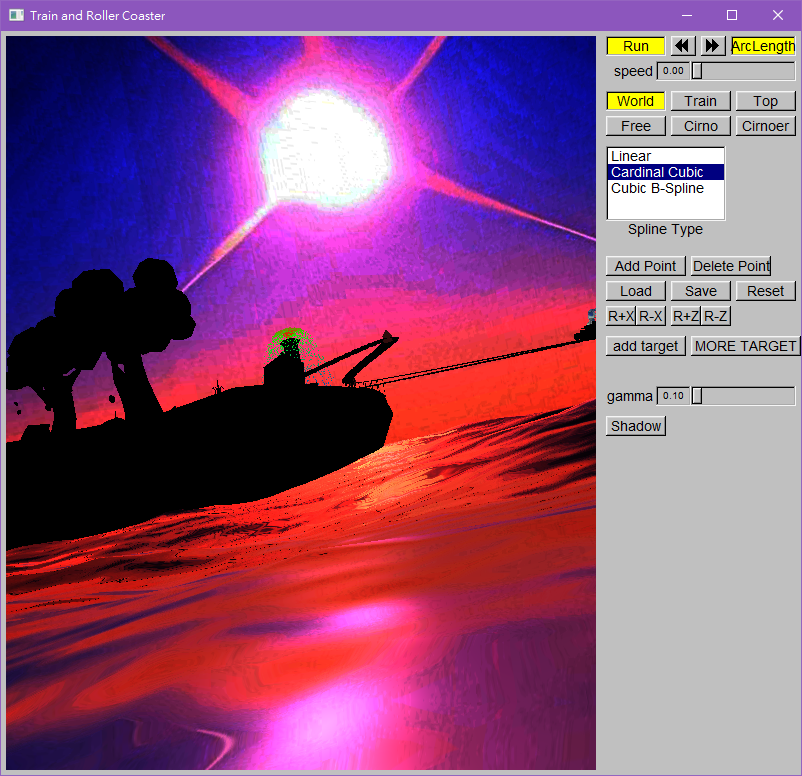 Train and Roller Coaster
Run ArcLength
speed 0.00
World Train Top
Free Cirno Cirnoer
Linear
Cardinal Cubic
Cubic B-Spline
Spline Type
Add Point Delete Point
Load Save Reset
R+X R-X R+Z R-Z
add target MORE TARGET
gamma 0.10
Shadow